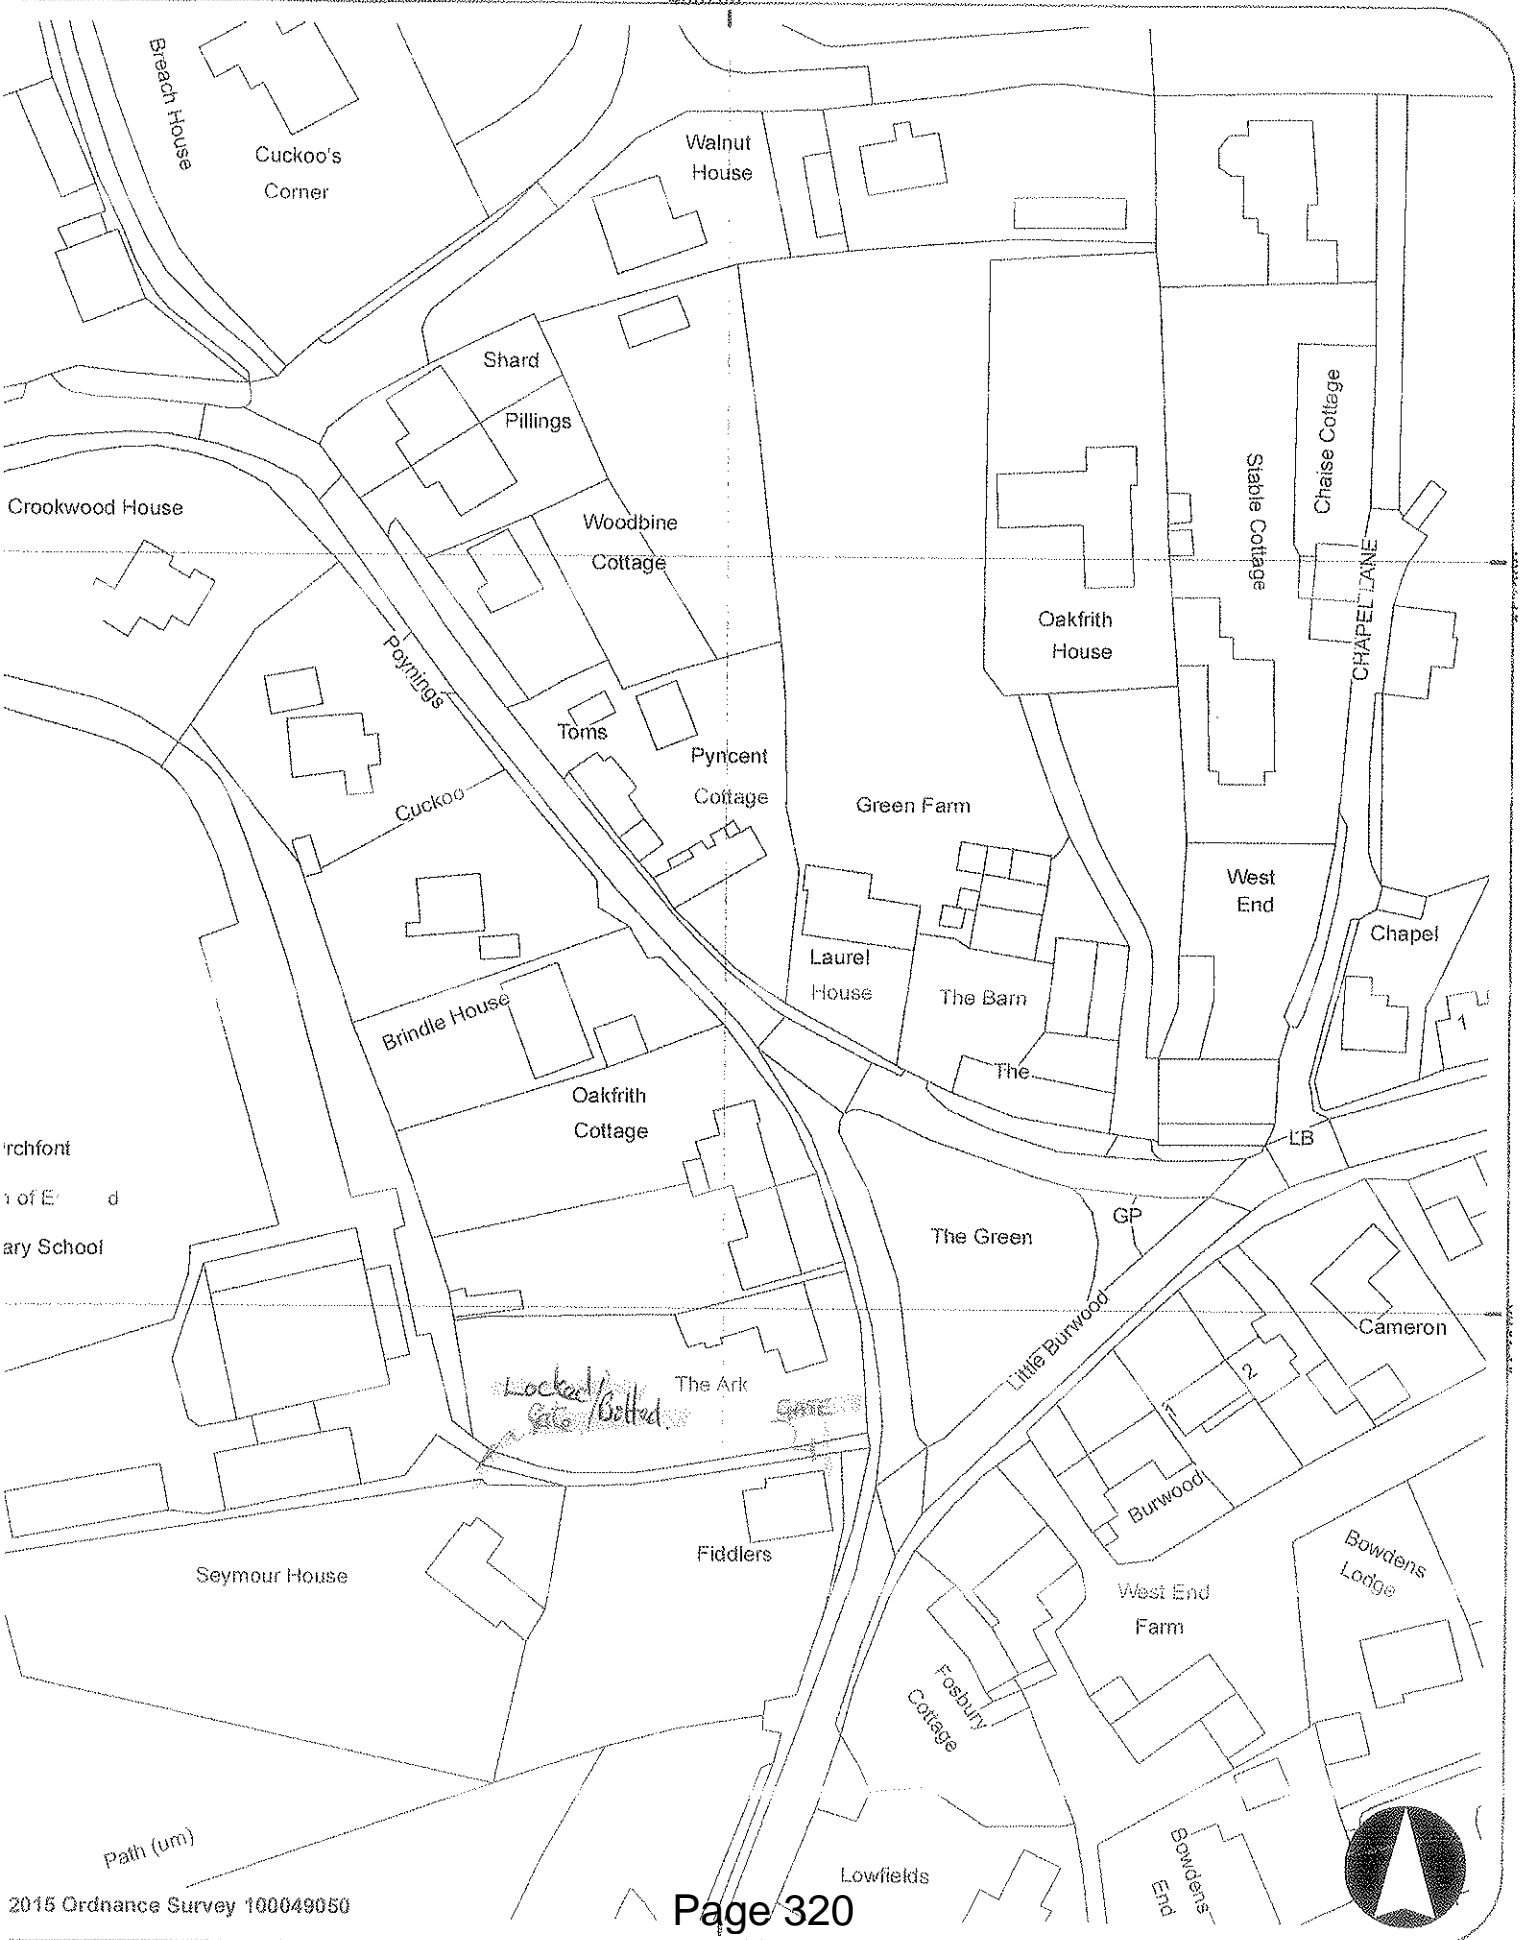 Breach House
Cuckoo's
Corner
Walnut
House
Shard
Pillings
Crookwood House
Woodbine
Cottage
Stable Cottage
Chaise Cottage
CHAPEL LANE
Oakfrith
House
Poynings
Toms
Pyncent
Cottage
Cuckoo
Green Farm
West
End
Chapel
Laurel
House
The Barn
Brindle House
1
The
Oakfrith
Cottage
LB
rchfont
of E d
ary School
GP
The Green
Little Burwood
Cameron
2
1
Locked/
Gate /Bolted.
The Ark
GATE
Burwood
Fiddlers
Seymour House
Bowdens
Lodge
West End
Farm
Fosbury
Cottage
Path (um)
Lowfields
Bowdens
End
2015 Ordnance Survey 100049050
Page 320